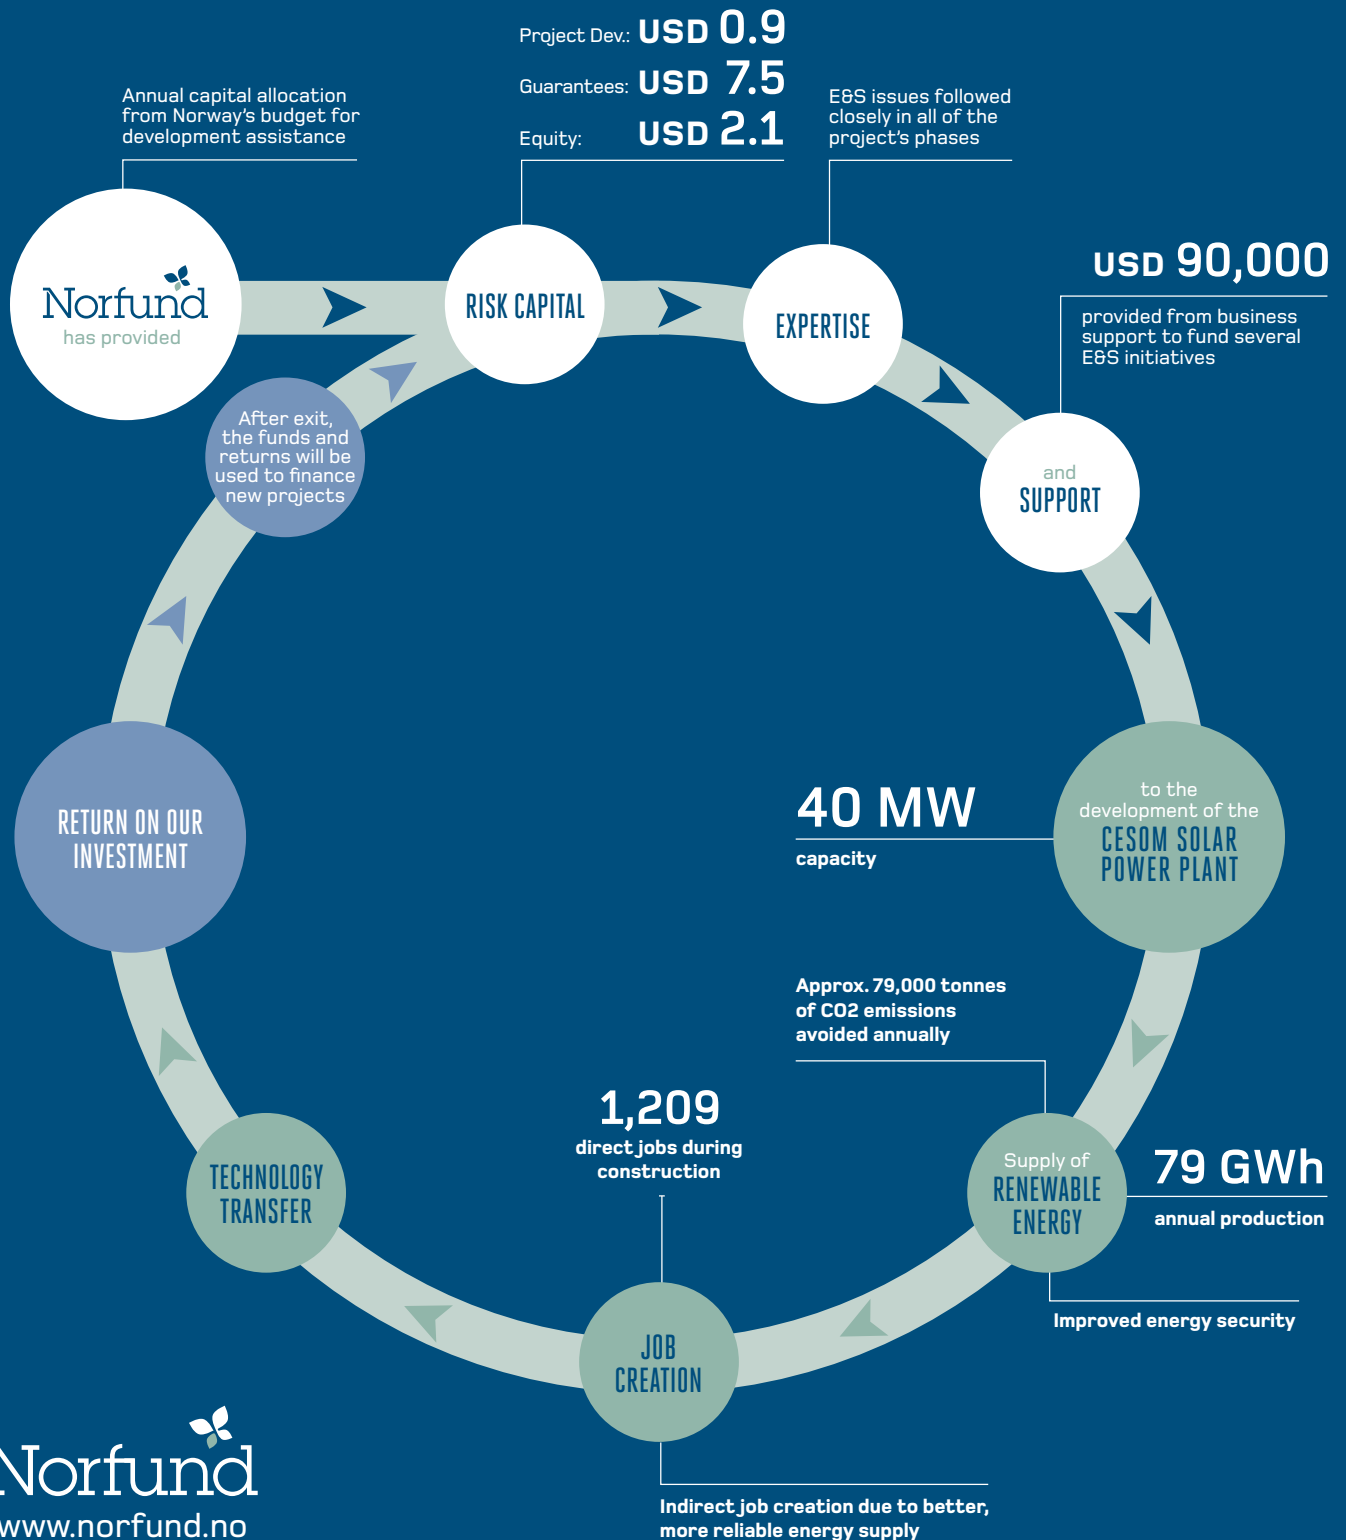 Project Dev.: USD 0.9
Guarantees: USD 7.5
Equity: USD 2.1
Annual capital allocation
from Norway's budget for
development assistance
E&S issues followed
closely in all of the
project's phases
Norfund
has provided
RISK CAPITAL
EXPERTISE
USD 90,000
provided from business
support to fund several
E&S initiatives
and
SUPPORT
After exit,
the funds and
returns will be
used to finance
new projects
to the
development of the
CESOM SOLAR
POWER PLANT
40 MW
capacity
RETURN ON OUR
INVESTMENT
Approx. 79,000 tonnes
of CO2 emissions
avoided annually
Supply of
RENEWABLE
ENERGY
79 GWh
annual production
Improved energy security
1,209
direct jobs during
construction
JOB
CREATION
Indirect job creation due to better,
more reliable energy supply
TECHNOLOGY
TRANSFER
Norfund
www.norfund.no